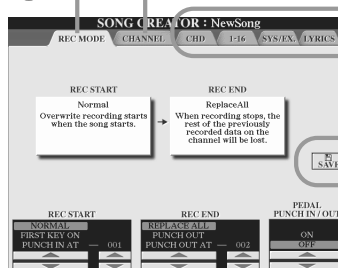 SONG CREATOR : NewSong
REC MODE CHANNEL CHD 1-16 SYS/EX. LYRICS
REC START REC END
Normal
Overwrite recording starts
when the song starts.
ReplaceAll
When recording stops, the
rest of the previously
recorded data on the
channel will be lost.
SAVE
REC START REC END PEDAL
PUNCH IN / OUT
NORMAL
FIRST KEY ON
PUNCH IN AT — 001
REPLACE ALL
PUNCH OUT
PUNCH OUT AT — 002
ON
OFF